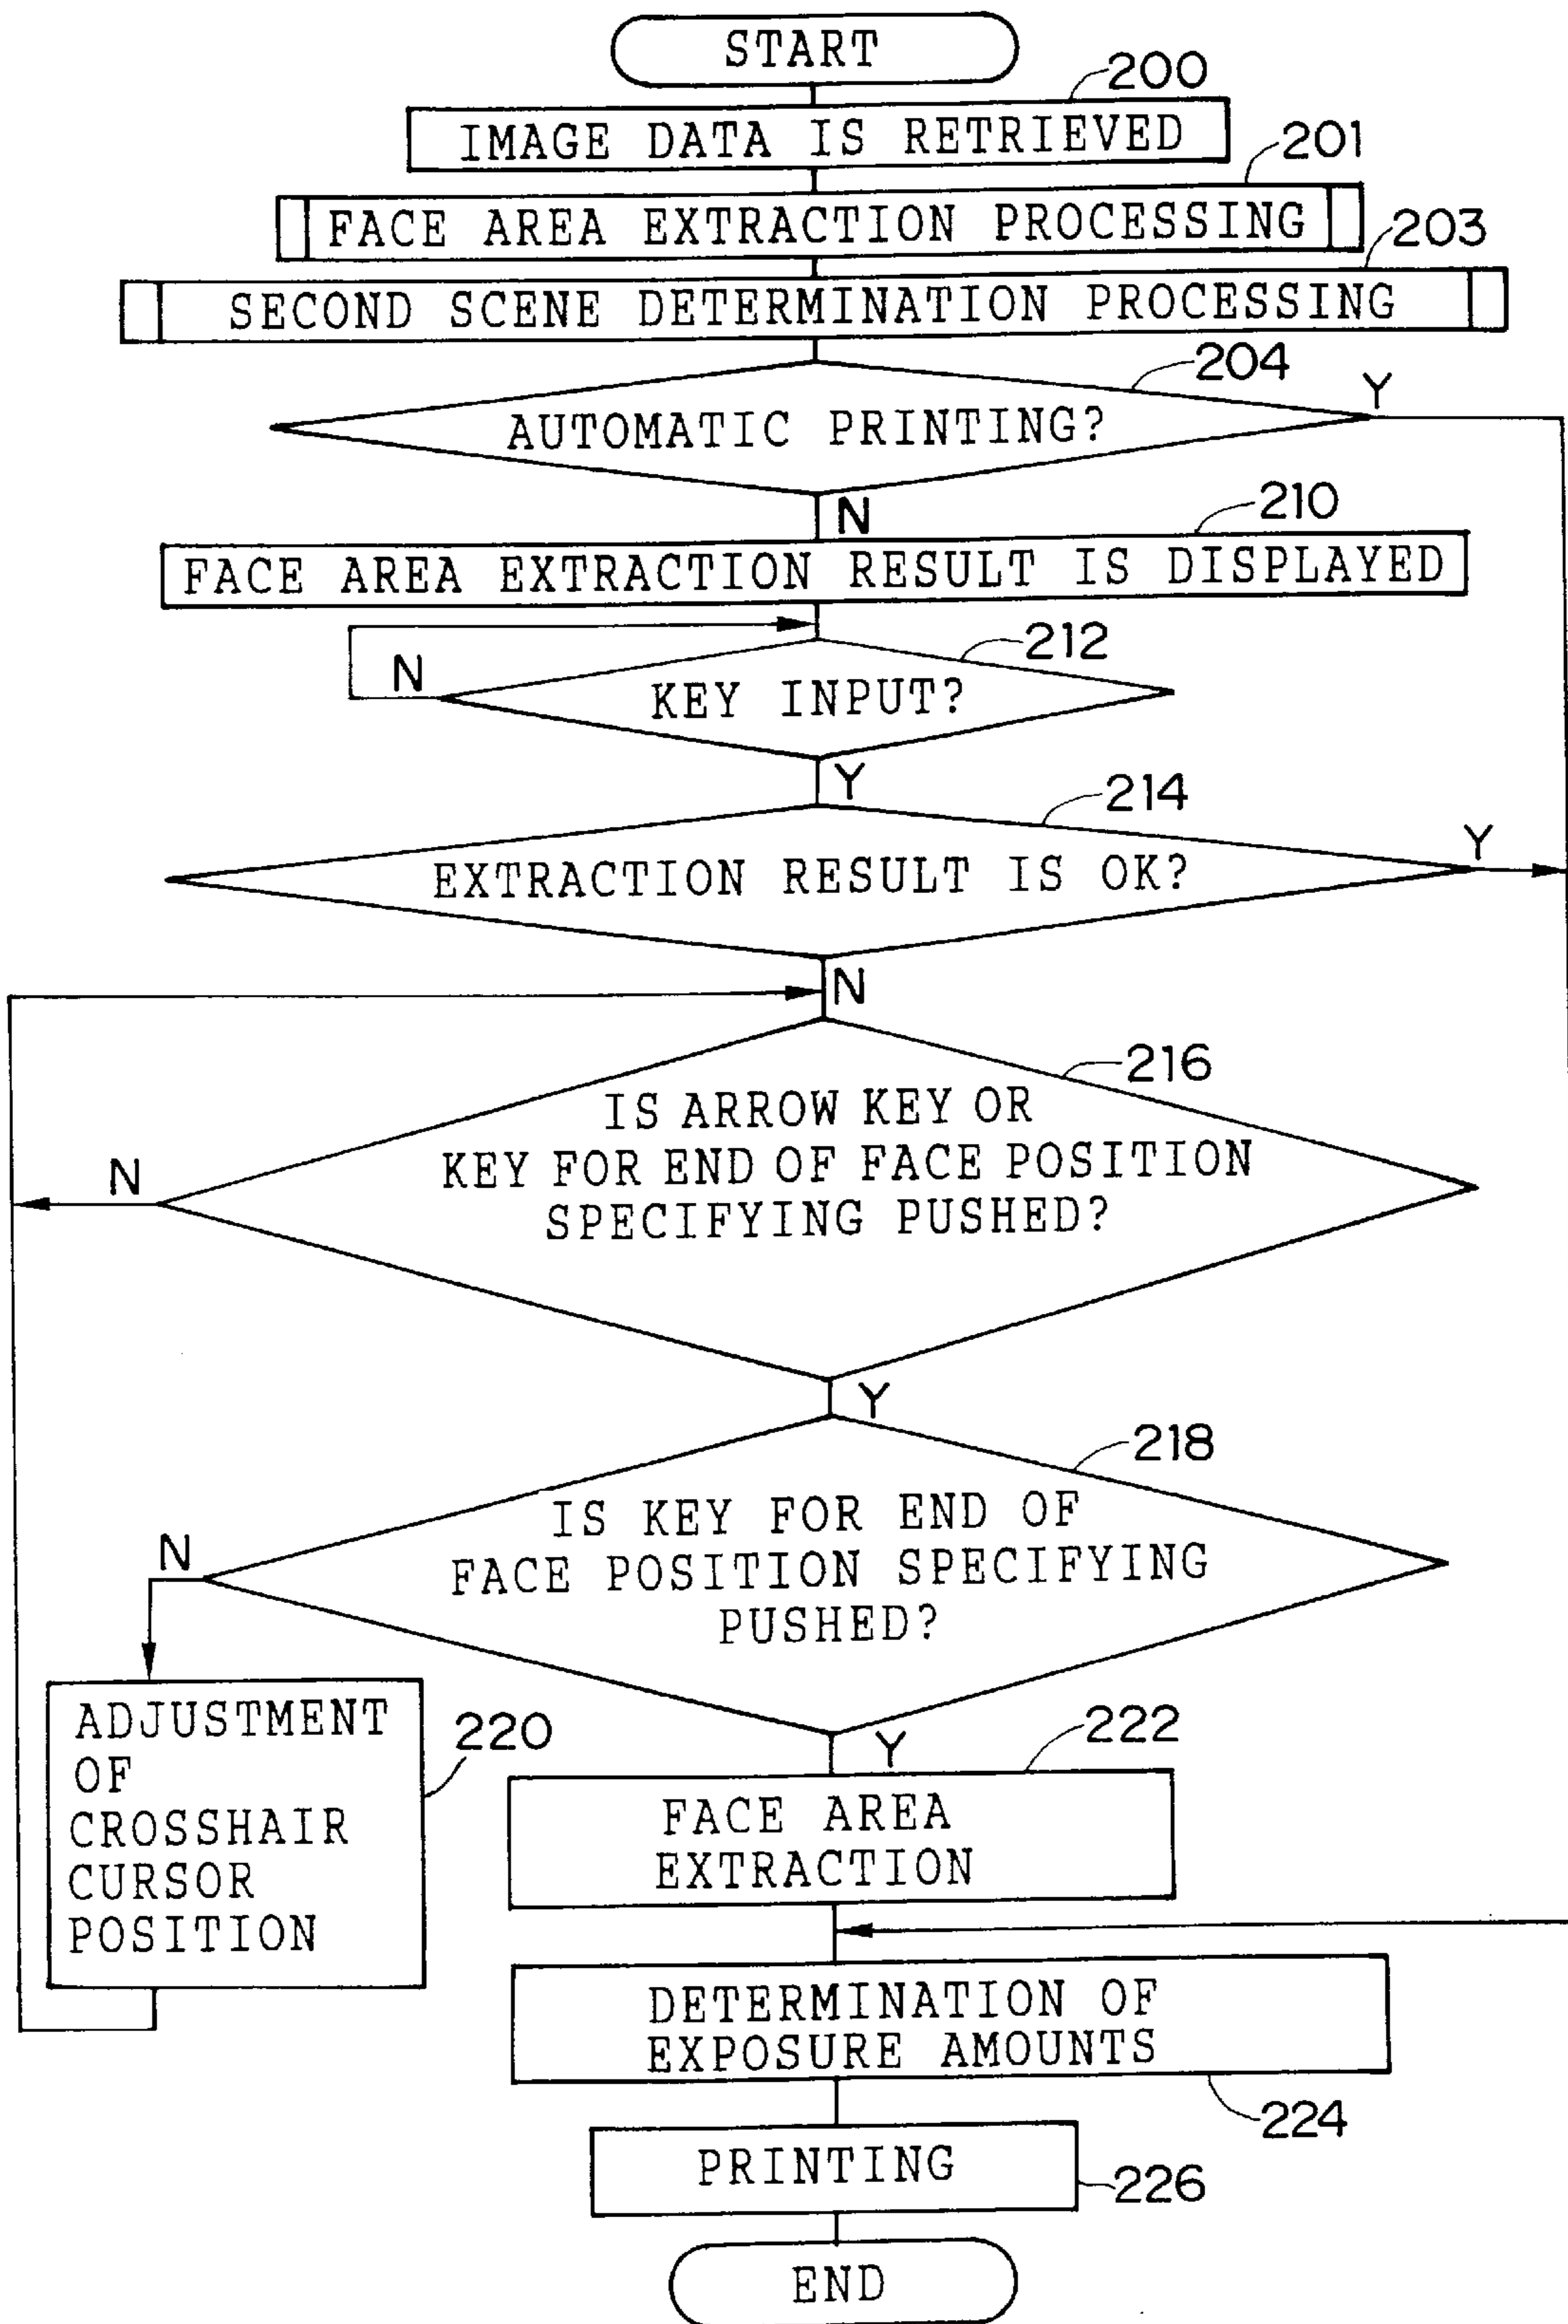 START
200
IMAGE DATA IS RETRIEVED
201
FACE AREA EXTRACTION PROCESSING
203
SECOND SCENE DETERMINATION PROCESSING
204
Y
AUTOMATIC PRINTING?
N
210
FACE AREA EXTRACTION RESULT IS DISPLAYED
212
N
KEY INPUT?
Y
214
Y
EXTRACTION RESULT IS OK?
N
216
IS ARROW KEY OR
KEY FOR END OF FACE POSITION
SPECIFYING PUSHED?
N
Y
218
IS KEY FOR END OF
FACE POSITION SPECIFYING
PUSHED?
N
Y
222
ADJUSTMENT
OF
CROSSHAIR
CURSOR
POSITION
220
FACE AREA
EXTRACTION
DETERMINATION OF
EXPOSURE AMOUNTS
224
PRINTING
226
END